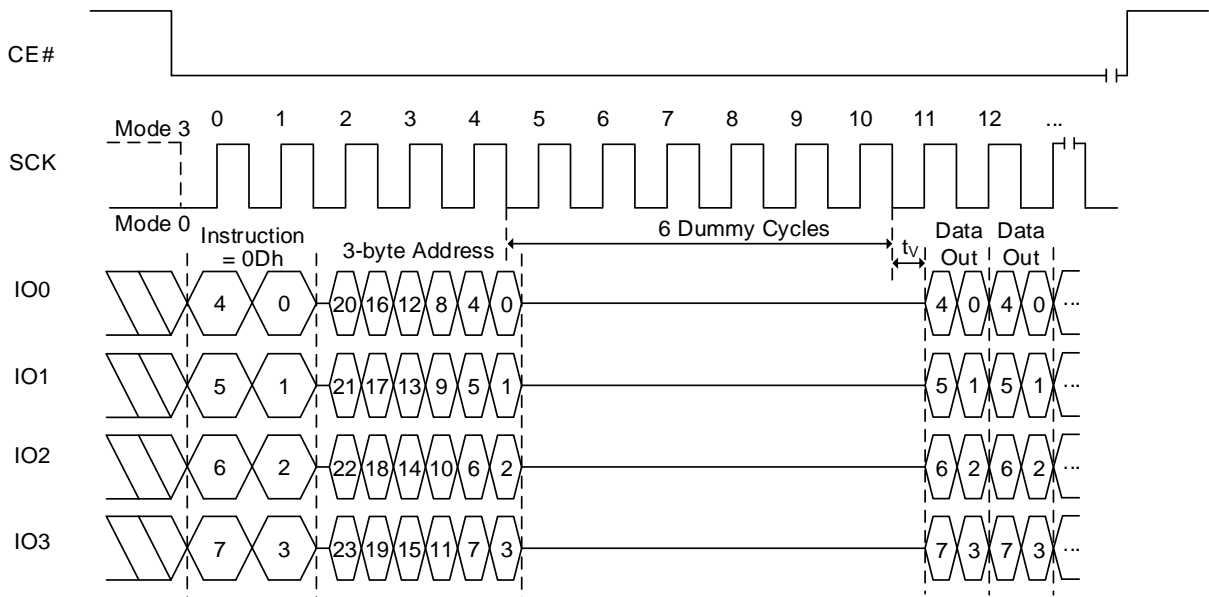 CE#
Mode 3
0 1 2 3 4 5 6 7 8 9 10 11 12 ...
SCK
Mode 0
Instruction
= 0Dh
3-byte Address
6 Dummy Cycles
tV
Data
Out
Data
Out
IO0
4 0 20 16 12 8 4 0 4 0 4 0 ...
IO1
5 1 21 17 13 9 5 1 5 1 5 1 ...
IO2
6 2 22 18 14 10 6 2 6 2 6 2 ...
IO3
7 3 23 19 15 11 7 3 7 3 7 3 ...